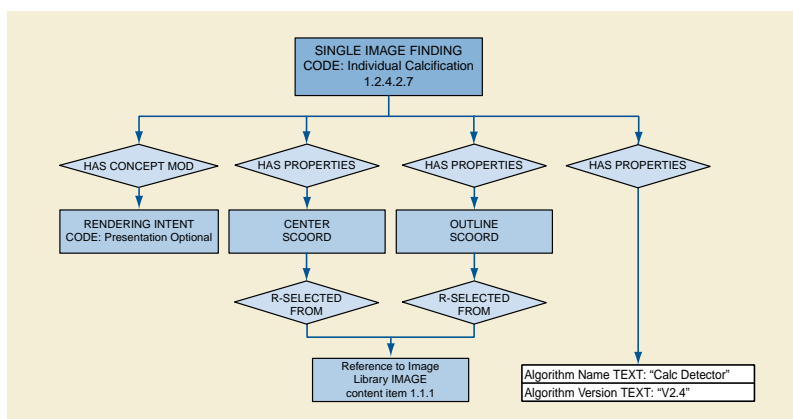 SINGLE IMAGE FINDING
CODE: Individual Calcification
1.2.4.2.7
HAS CONCEPT MOD
HAS PROPERTIES
HAS PROPERTIES
HAS PROPERTIES
RENDERING INTENT
CODE: Presentation Optional
CENTER
SCOORD
OUTLINE
SCOORD
R-SELECTED
FROM
R-SELECTED
FROM
Reference to Image
Library IMAGE
content item 1.1.1
Algorithm Name TEXT: “Calc Detector”
Algorithm Version TEXT: “V2.4”